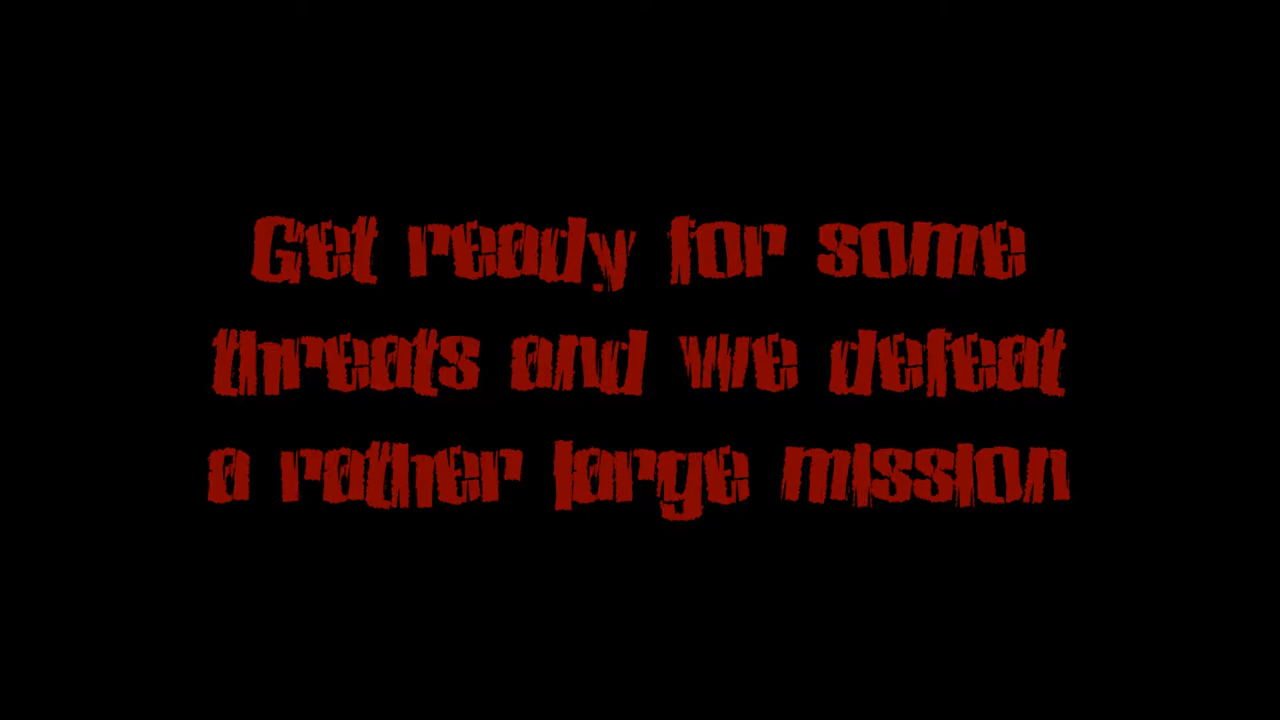 Get ready for some
threats and we defeat
a rather large mission